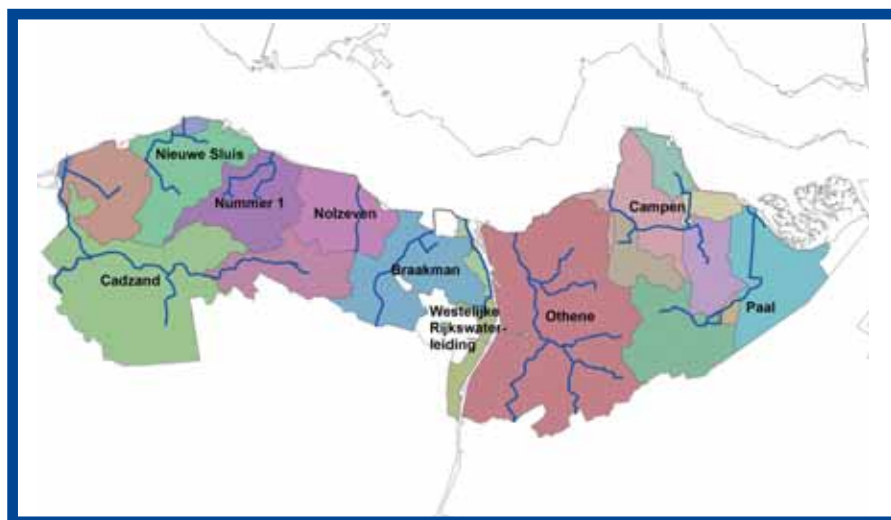 Nieuwe Sluis
Nummer 1
Nolzeven
Campen
Cadzand
Braakman
Westelijke
Rijkswater-
leiding
Othene
Paal